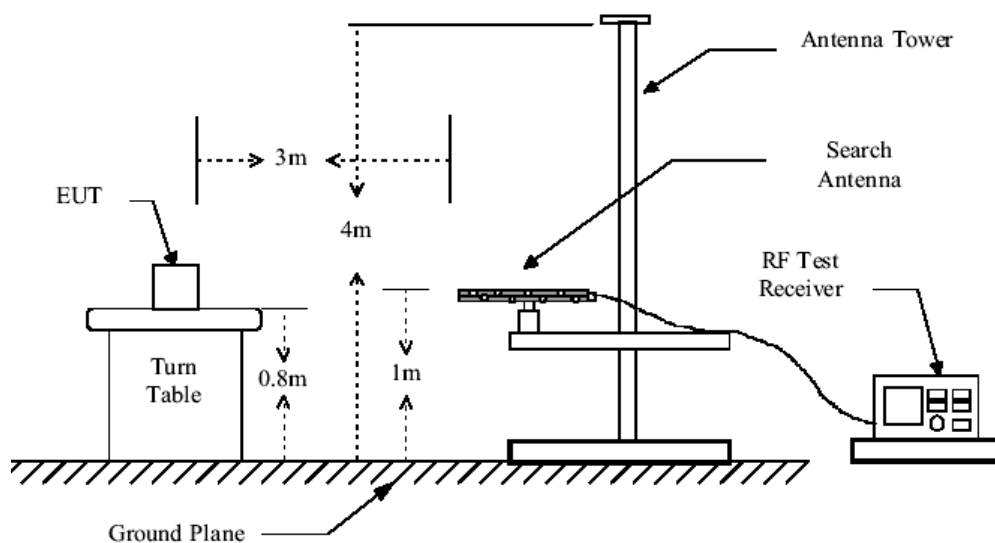 Antenna Tower
3m
Search
Antenna
EUT
4m
RF Test
Receiver
Turn
Table
0.8m
1m
Ground Plane